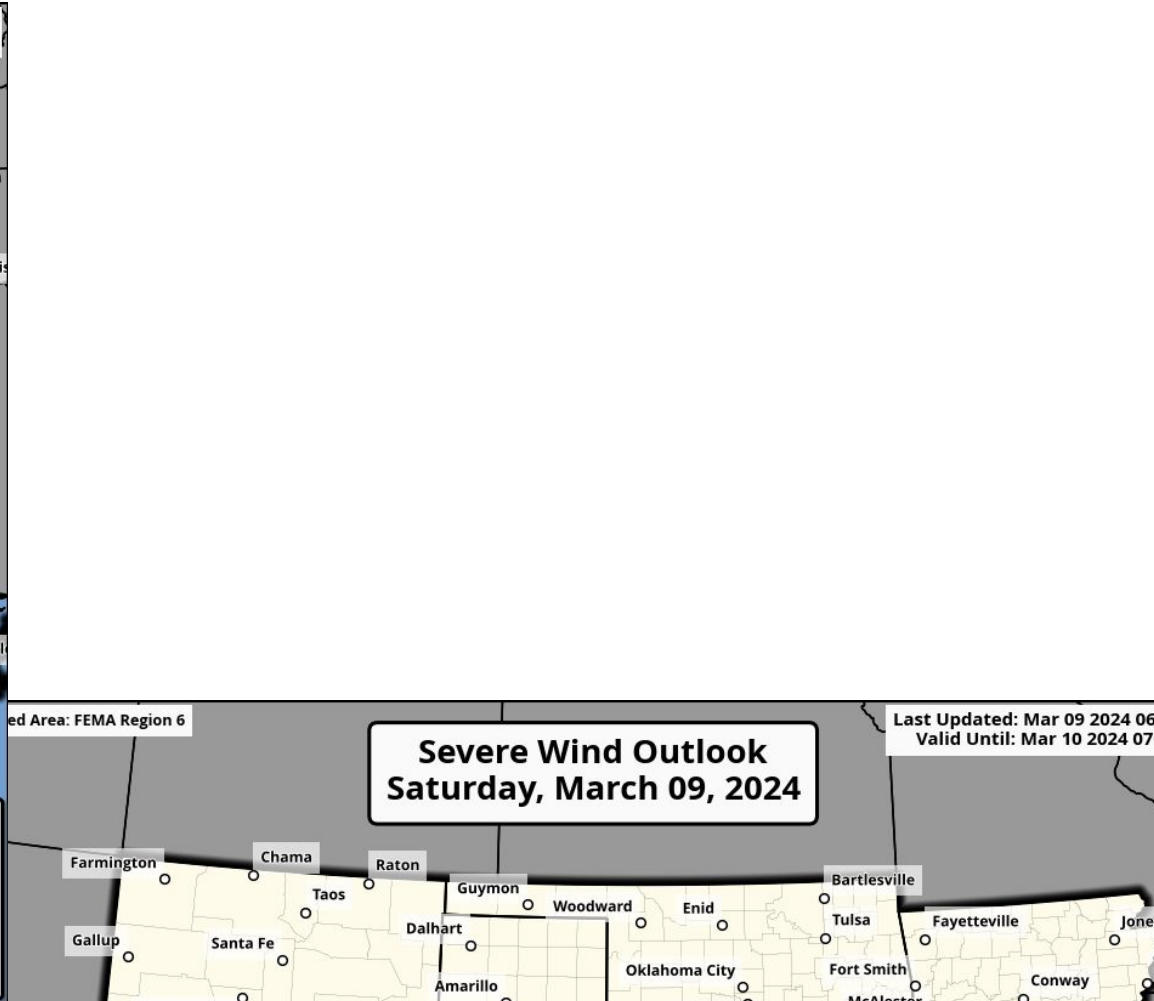 ed Area: FEMA Region 6
Severe Wind Outlook
Saturday, March 09, 2024
Last Updated: Mar 09 2024 06
Valid Until: Mar 10 2024 07
Farmington
Chama
Raton
Taos
Guymon
Woodward
Enid
Bartlesville
Tulsa
Fayetteville
Jone
Gallup
Santa Fe
Dalhart
Amarillo
Oklahoma City
Fort Smith
Conway
McAlester